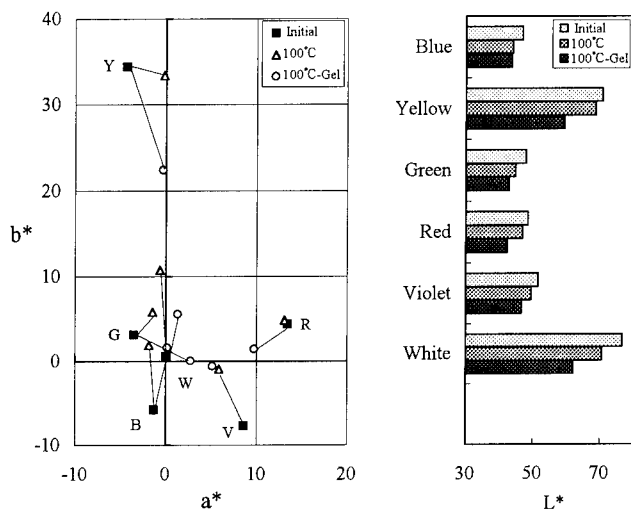 40
30
20
10
0
-10
b*
-10
0
10
20
a*
Initial
100°C
100°C-Gel
Y
G
B
W
V
R
Initial
100°C
100°C-Gel
Blue
Yellow
Green
Red
Violet
White
30
50
70
L*